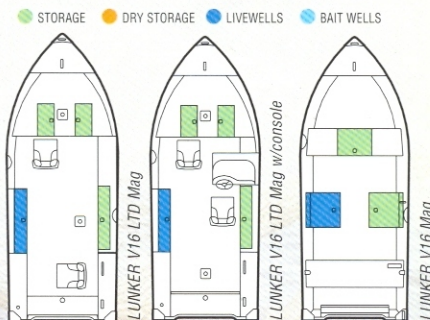 STORAGE
DRY STORAGE
LIVEWELLS
BAIT WELLS
LUNKER V16 LTD Mag
LUNKER V16 LTD Mag w/console
LUNKER V16 Mag